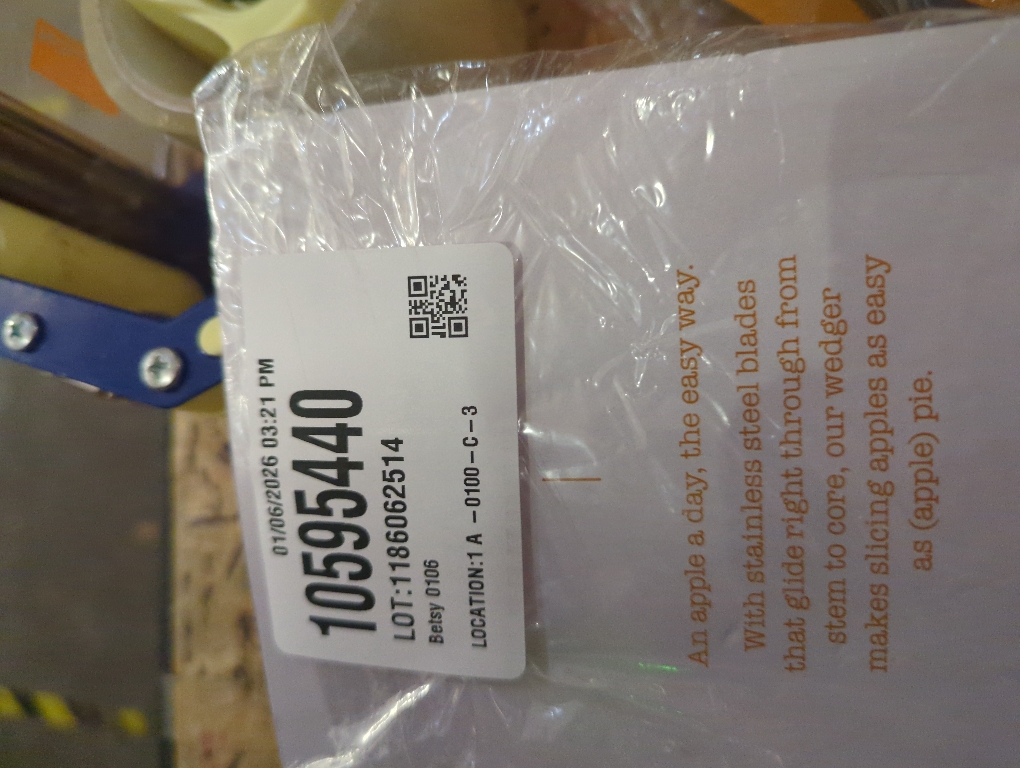 01/06/2026 03:21 PM
10595440
LOT:1186062514
Betsy 0106
LOCATION:1 A-0100-C-3
An apple a day, the easy way.
With stainless steel blades
that glide right through from
stem to core, our wedger
makes slicing apples as easy
as (apple) pie.